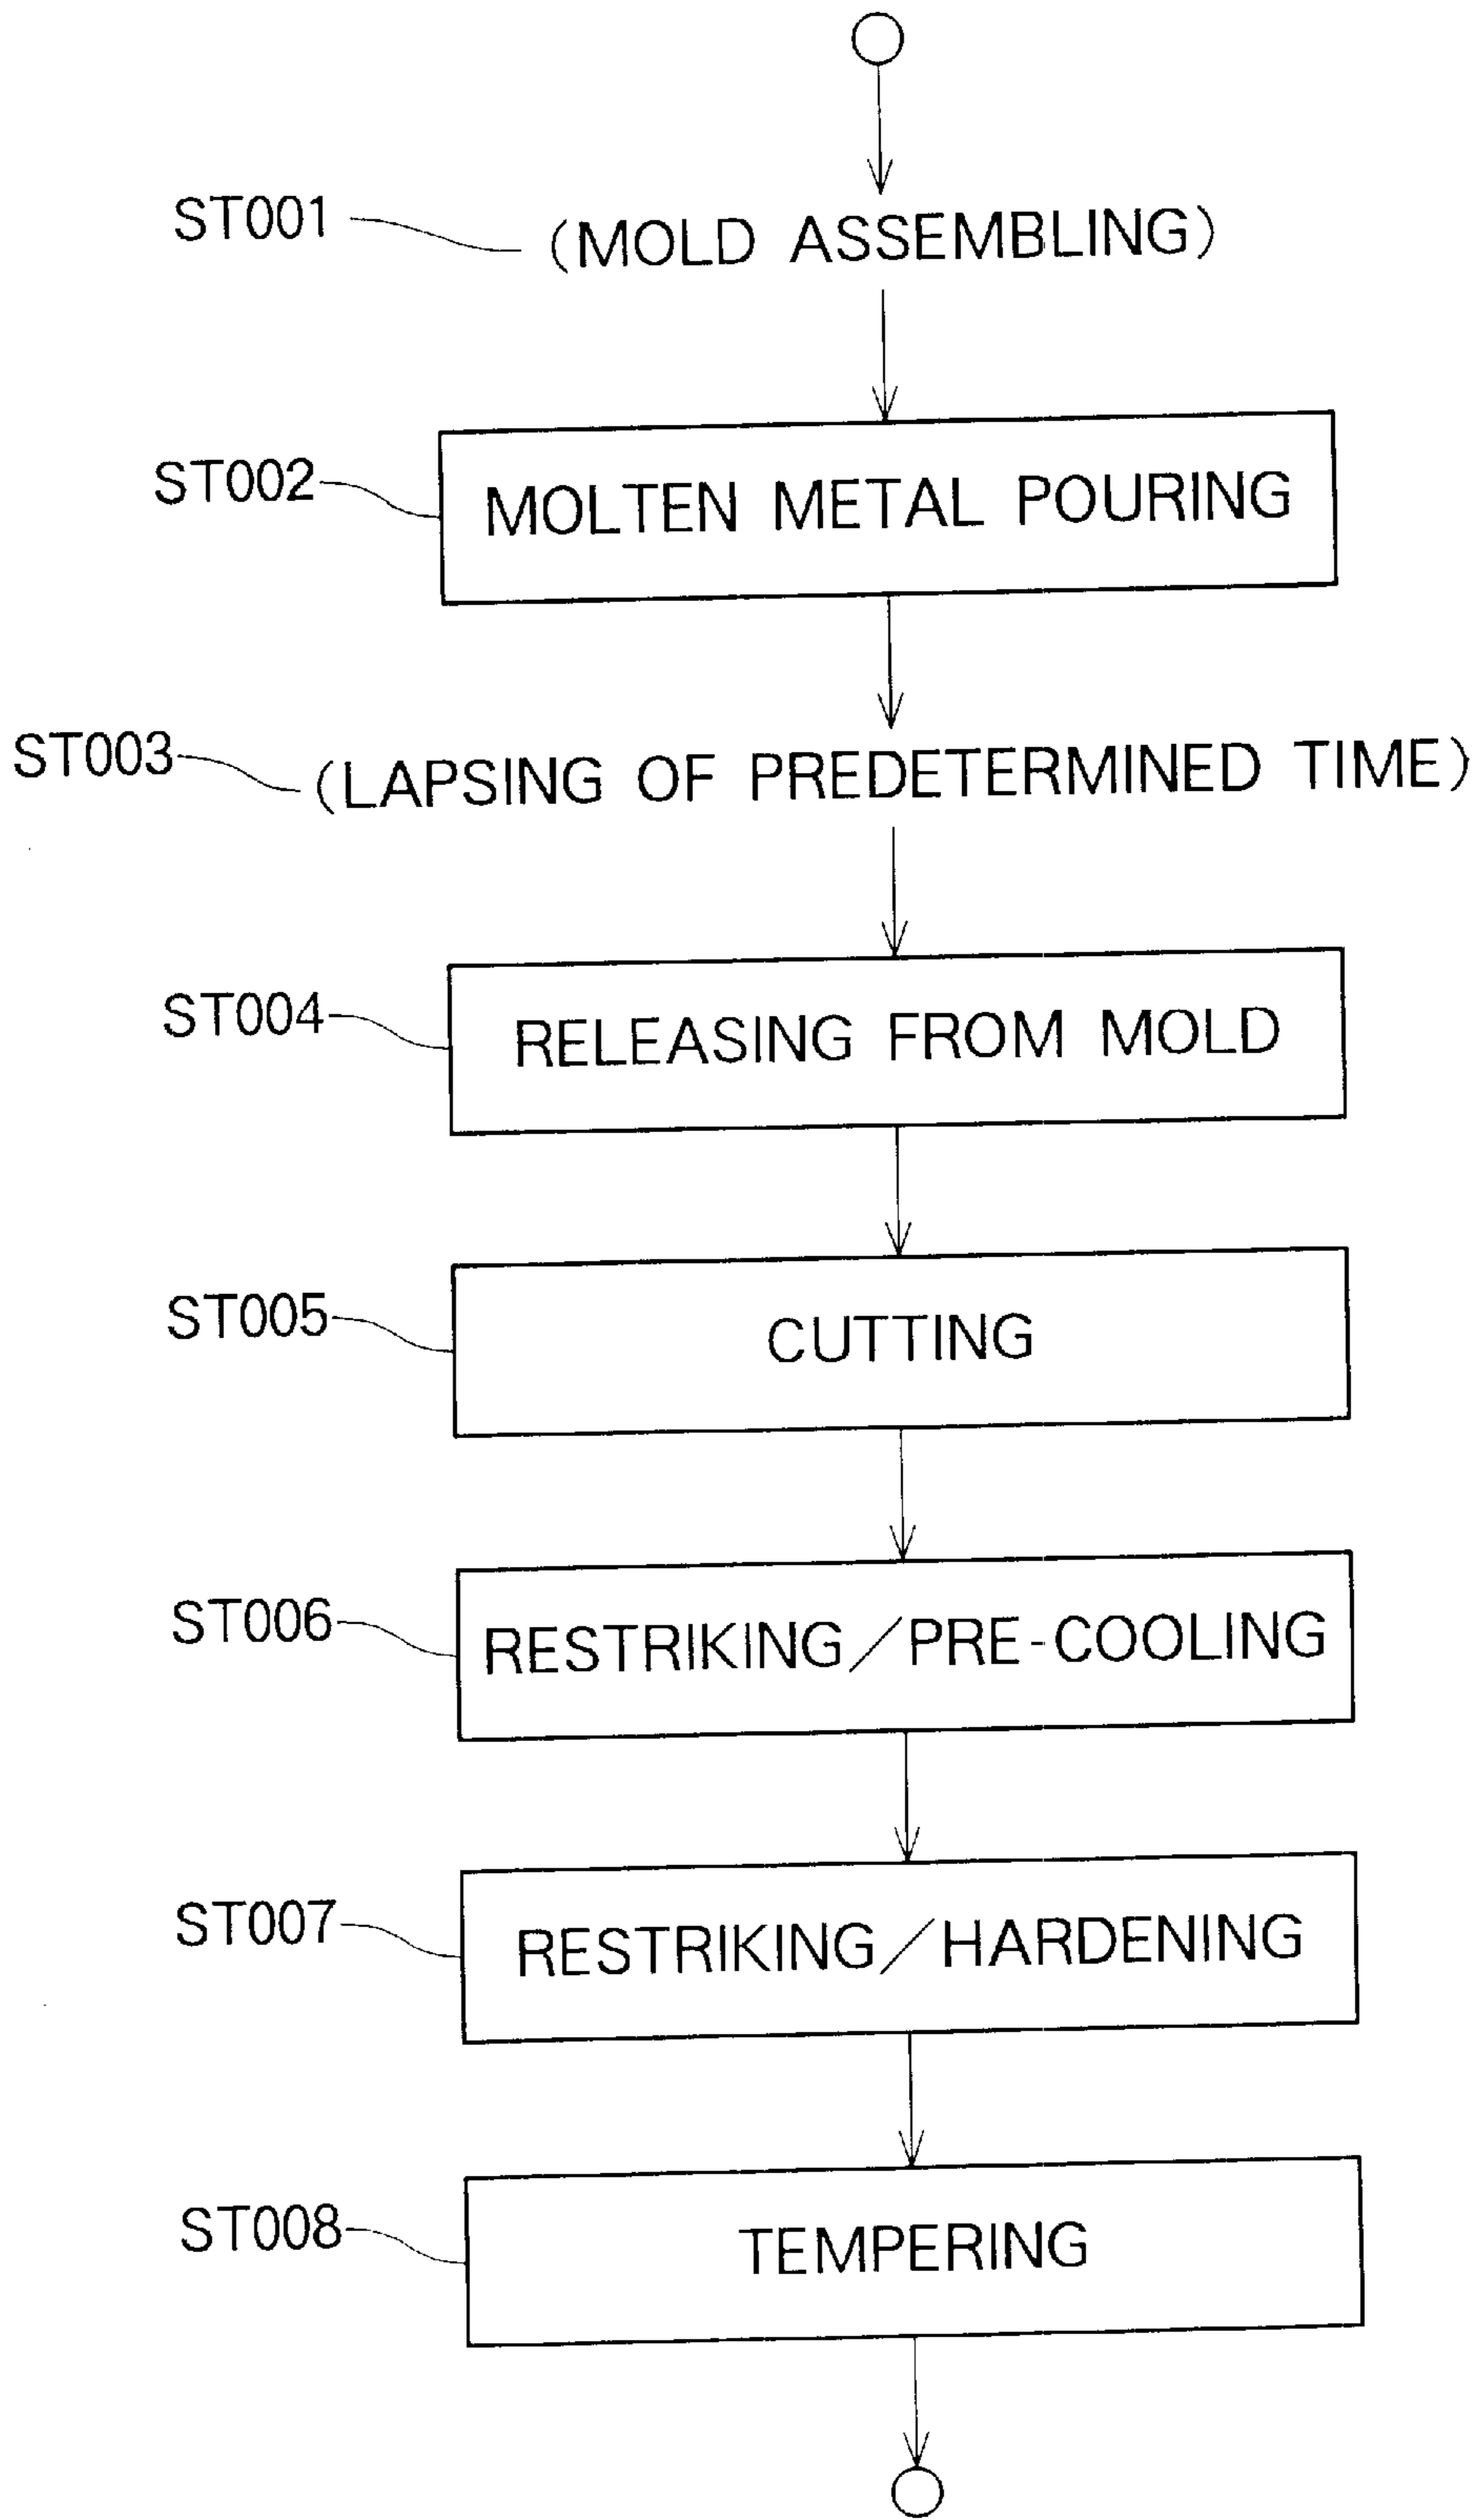 ST001 (MOLD ASSEMBLING)
ST002 MOLTEN METAL POURING
ST003 (LAPSING OF PREDETERMINED TIME)
ST004 RELEASING FROM MOLD
ST005 CUTTING
ST006 RESTRIKING/PRE-COOLING
ST007 RESTRIKING/HARDENING
ST008 TEMPERING